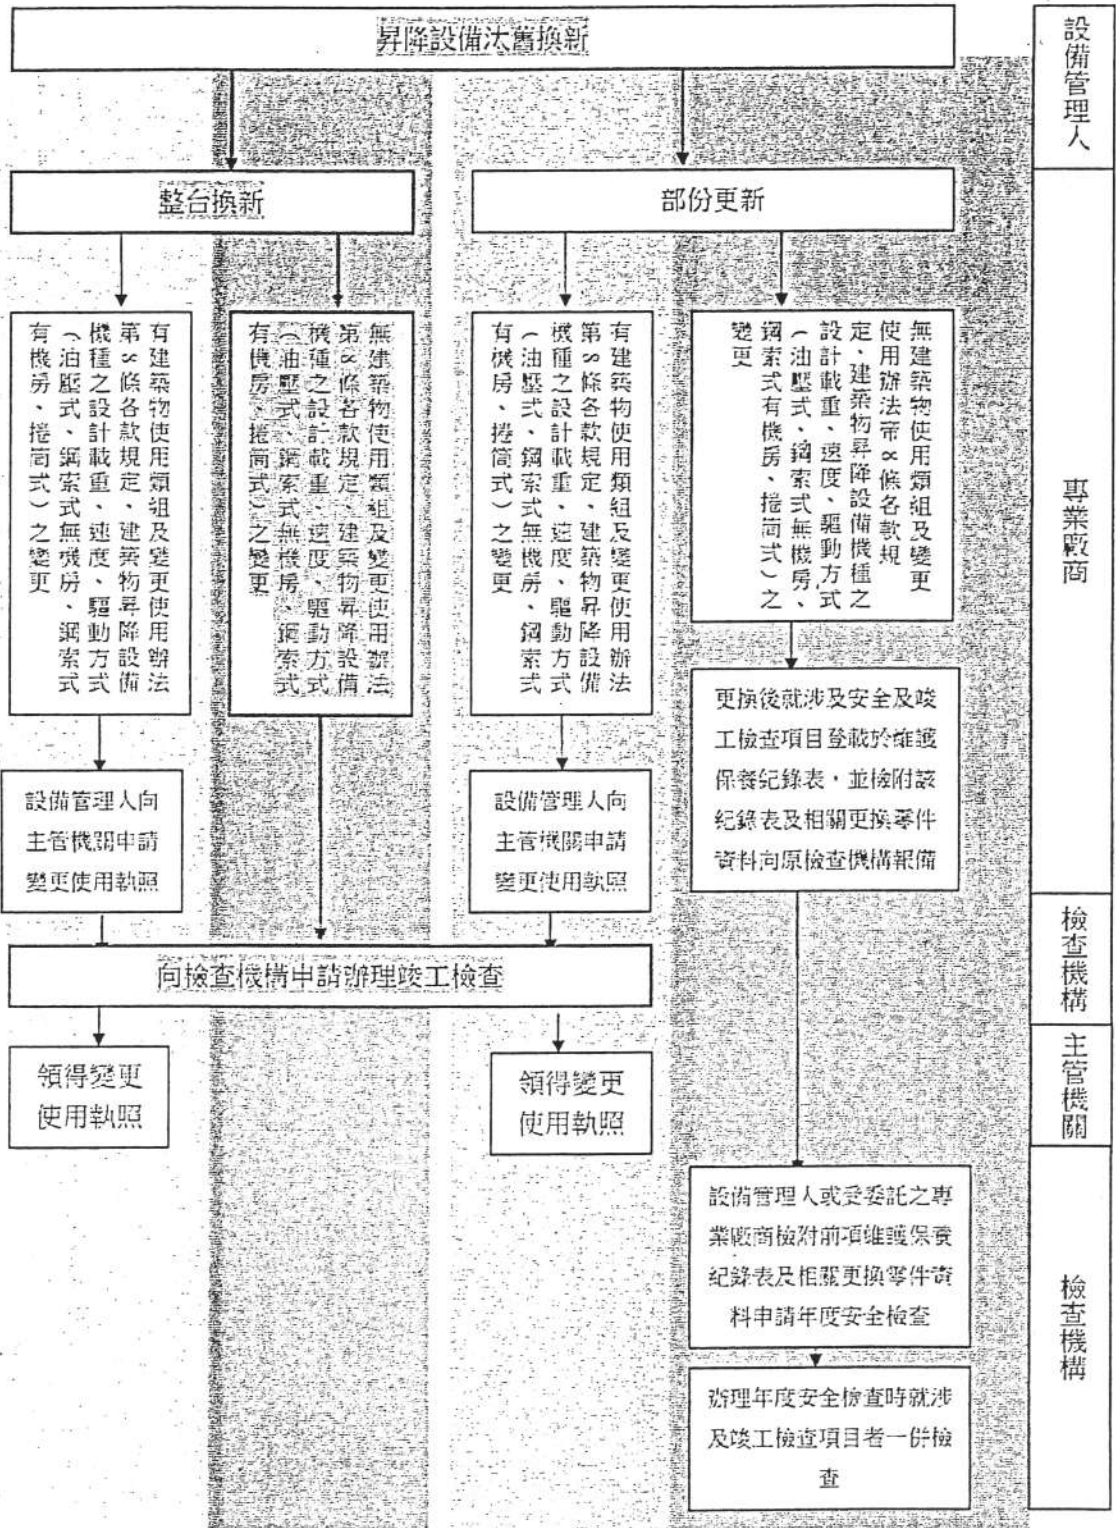 昇降設備汰舊換新
設備管理人
整台換新
部份更新
專業廠商
有建築物使用類組及變更使用辦法
第8條各款規定、建築物昇降設備
機種之設計載重、速度、驅動方式
（油壓式、鋼索式無機房、鋼索式
有機房、捲筒式）之變更
無建築物使用類組及變更使用辦法
第8條各款規定、建築物昇降設備
機種之設計載重、速度、驅動方式
（油壓式、鋼索式無機房、鋼索式
有機房、捲筒式）之變更
有建築物使用類組及變更使用辦法
第8條各款規定、建築物昇降設備
機種之設計載重、速度、驅動方式
（油壓式、鋼索式無機房、鋼索式
有機房、捲筒式）之變更
無建築物使用類組及變更
使用辦法帝8條各款規
定、建築物昇降設備機種之
設計載重、速度、驅動方式
（油壓式、鋼索式無機房、
鋼索式有機房、捲筒式）之
變更
更換後就涉及安全及竣
工檢查項目登載於維護
保養紀錄表，並檢附該
紀錄表及相關更換零件
資料向原檢查機構報備
設備管理人向
主管機關申請
變更使用執照
設備管理人向
主管機關申請
變更使用執照
檢查機構
向檢查機構申請辦理竣工檢查
主管機關
領得變更
使用執照
領得變更
使用執照
檢查機構
設備管理人或受委託之專
業廠商檢附前項維護保養
紀錄表及相關更換零件資
料申請年度安全檢查
辦理年度安全檢查時就涉
及竣工檢查項目者一併檢
查